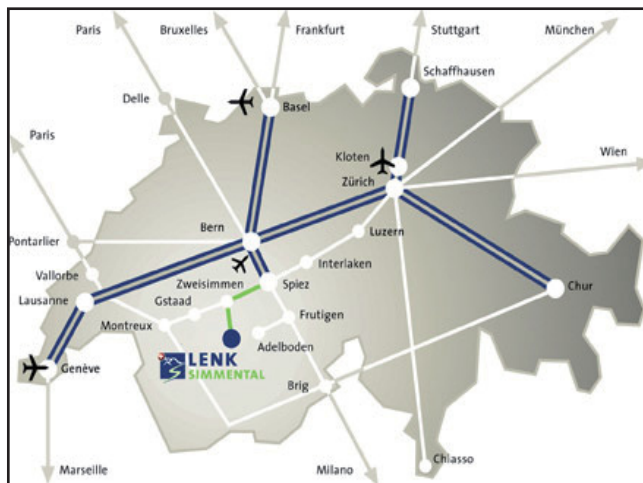 Paris
Bruxelles
Frankfurt
Stuttgart
München
Schaffhausen
Delle
Basel
Paris
Kloten
Wien
Zürich
Bern
Luzern
Pontarlier
Interlaken
Vallorbe
Zweisimmen
Spiez
Chur
Lausanne
Gstaad
Frutigen
Montreux
Adelboden
LENK
SIMMENTAL
Genève
Brig
Chiasso
Marseille
Milano